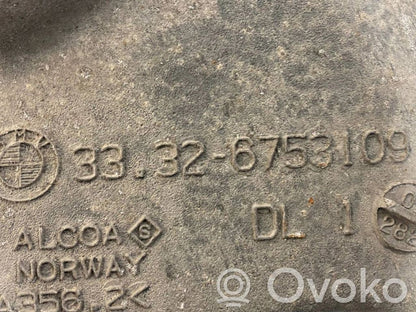 33.32-6753109
DL 1
ALCOA S
NORWAY
A356.2<
Ovoko